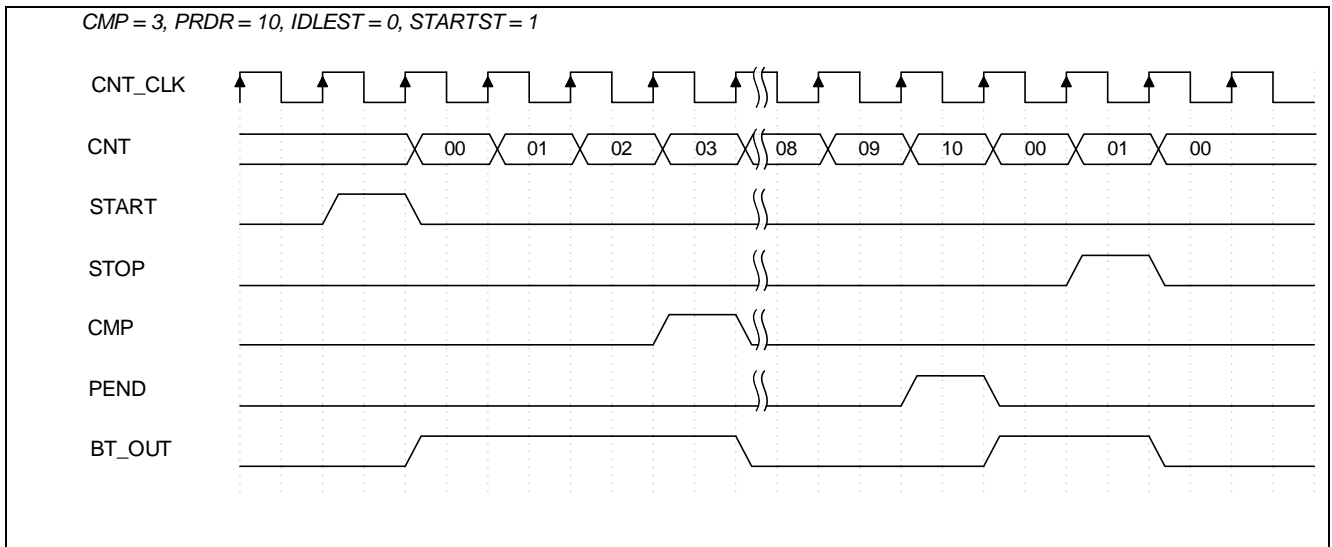 CMP = 3, PRDR = 10, IDLEST = 0, STARTST = 1
CNT_CLK
CNT 00 01 02 03 08 09 10 00 01 00
START
STOP
CMP
PEND
BT_OUT